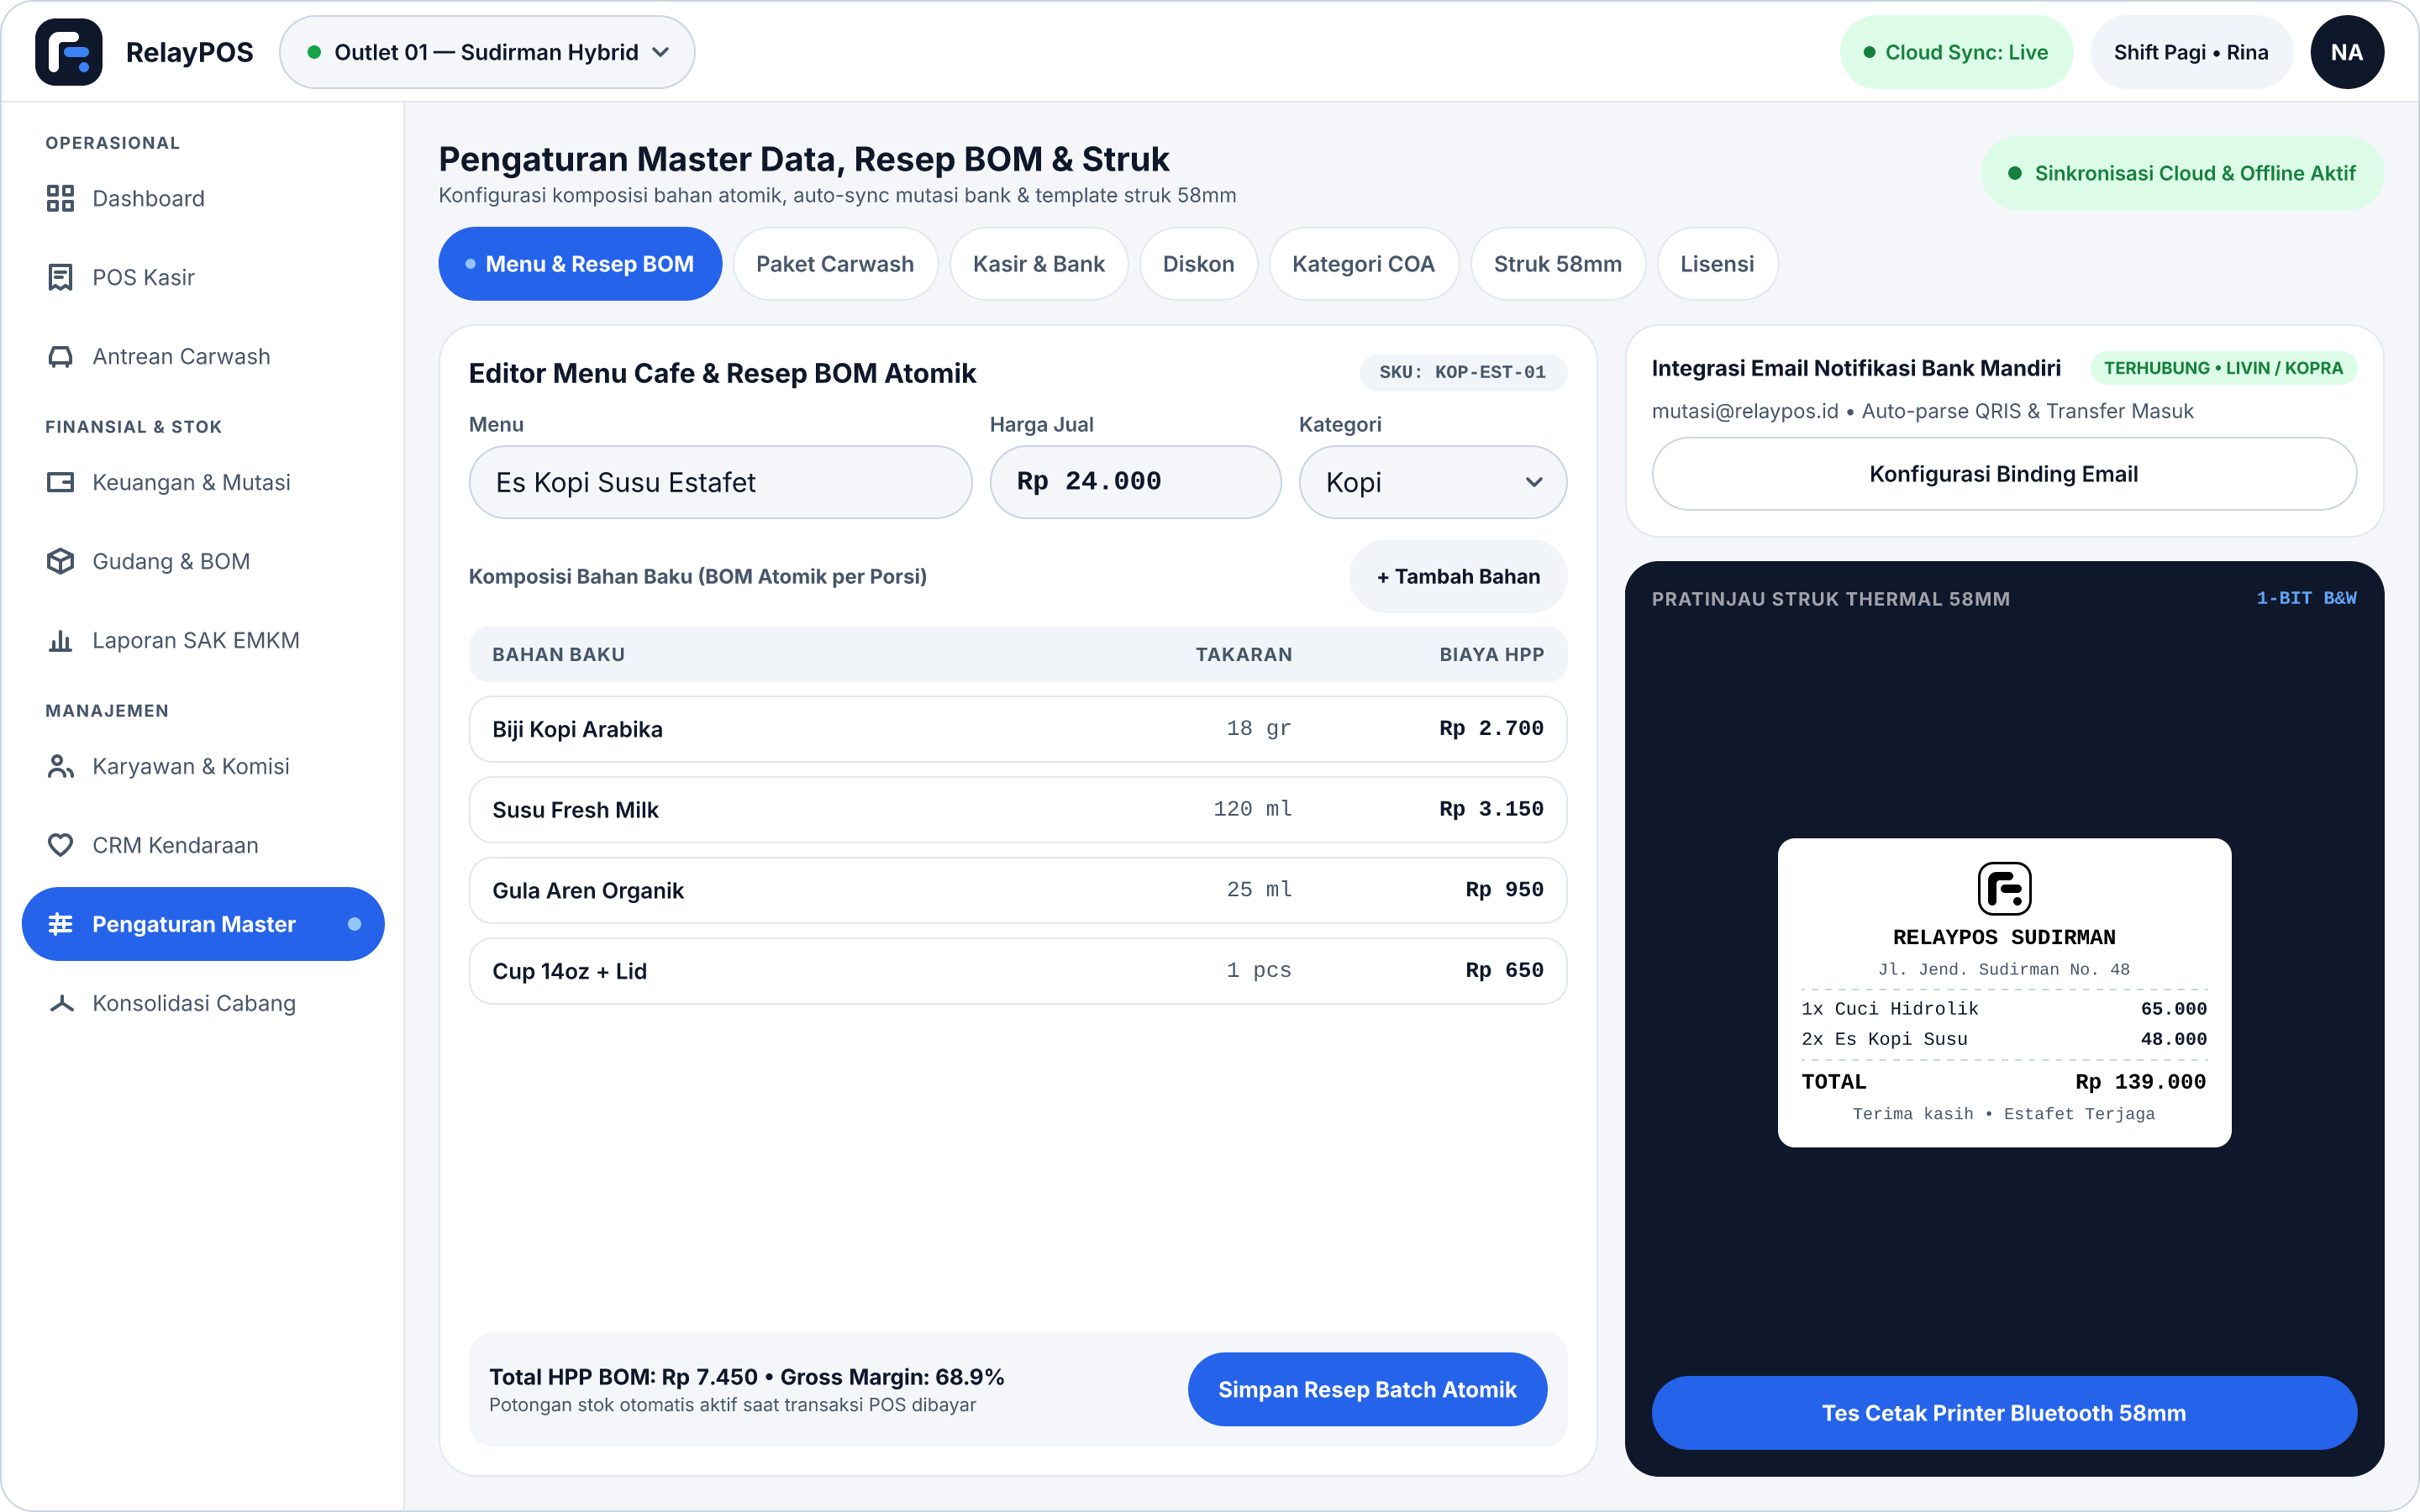 RelayPOS
Outlet 01 — Sudirman Hybrid
Cloud Sync: Live
Shift Pagi • Rina
NA
OPERASIONAL
Dashboard
POS Kasir
Antrean Carwash
FINANSIAL & STOK
Keuangan & Mutasi
Gudang & BOM
Laporan SAK EMKM
MANAJEMEN
Karyawan & Komisi
CRM Kendaraan
Pengaturan Master
Konsolidasi Cabang
Pengaturan Master Data, Resep BOM & Struk
Konfigurasi komposisi bahan atomik, auto-sync mutasi bank & template struk 58mm
Sinkronisasi Cloud & Offline Aktif
Menu & Resep BOM
Paket Carwash
Kasir & Bank
Diskon
Kategori COA
Struk 58mm
Lisensi
Editor Menu Cafe & Resep BOM Atomik
SKU: KOP-EST-01
Menu
Harga Jual
Kategori
Es Kopi Susu Estafet
Rp 24.000
Kopi
Komposisi Bahan Baku (BOM Atomik per Porsi)
+ Tambah Bahan
BAHAN BAKU TAKARAN BIAYA HPP
Biji Kopi Arabika 18 gr Rp 2.700
Susu Fresh Milk 120 ml Rp 3.150
Gula Aren Organik 25 ml Rp 950
Cup 14oz + Lid 1 pcs Rp 650
Total HPP BOM: Rp 7.450 • Gross Margin: 68.9%
Potongan stok otomatis aktif saat transaksi POS dibayar
Simpan Resep Batch Atomik
Integrasi Email Notifikasi Bank Mandiri
TERHUBUNG • LIVIN / KOPRA
mutasi@relaypos.id • Auto-parse QRIS & Transfer Masuk
Konfigurasi Binding Email
PRATINJAU STRUK THERMAL 58MM
1-BIT B&W
RELAYPOS SUDIRMAN
Jl. Jend. Sudirman No. 48
1x Cuci Hidrolik 65.000
2x Es Kopi Susu 48.000
TOTAL Rp 139.000
Terima kasih • Estafet Terjaga
Tes Cetak Printer Bluetooth 58mm